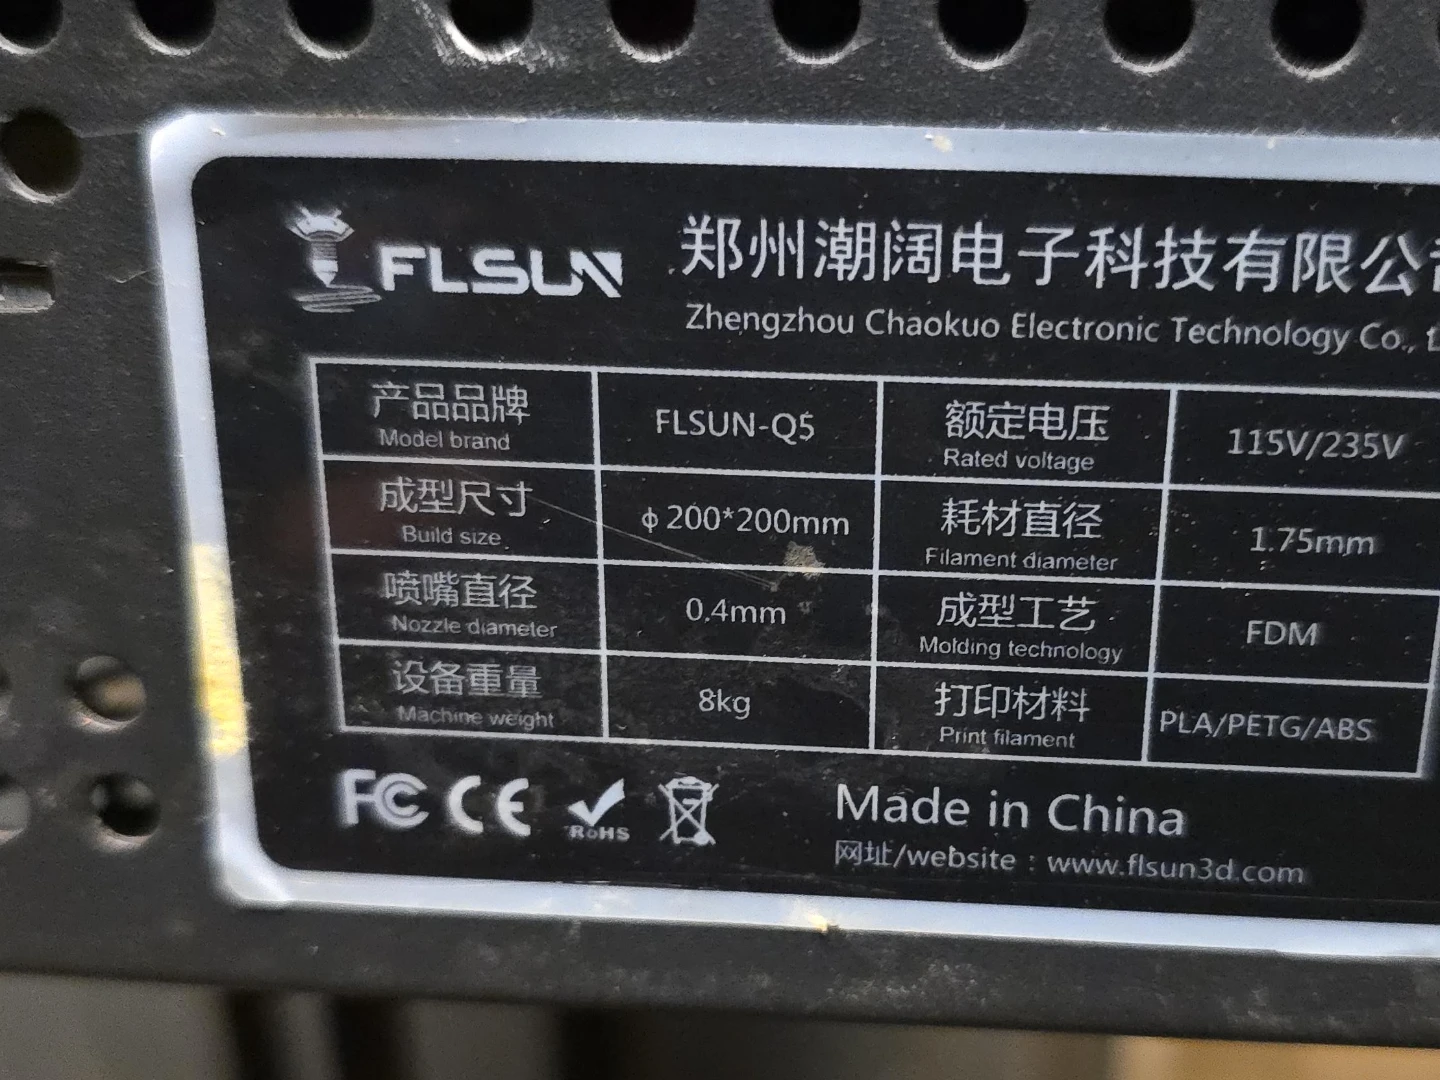 FLSUN
郑州潮阔电子科技有限公
Zhengzhou Chaokuo Electronic Technology Co.,
产品品牌
Model brand
FLSUN-Q5
额定电压
Rated voltage
115V/235V
成型尺寸
Build size
ϕ 200*200mm
耗材直径
Filament diameter
1.75mm
喷嘴直径
Nozzle diameter
0.4mm
成型工艺
Molding technology
FDM
设备重量
Machine weight
8kg
打印材料
Print filament
PLA/PETG/ABS
FC CE RoHS
Made in China
网址/website : www.flsun3d.com